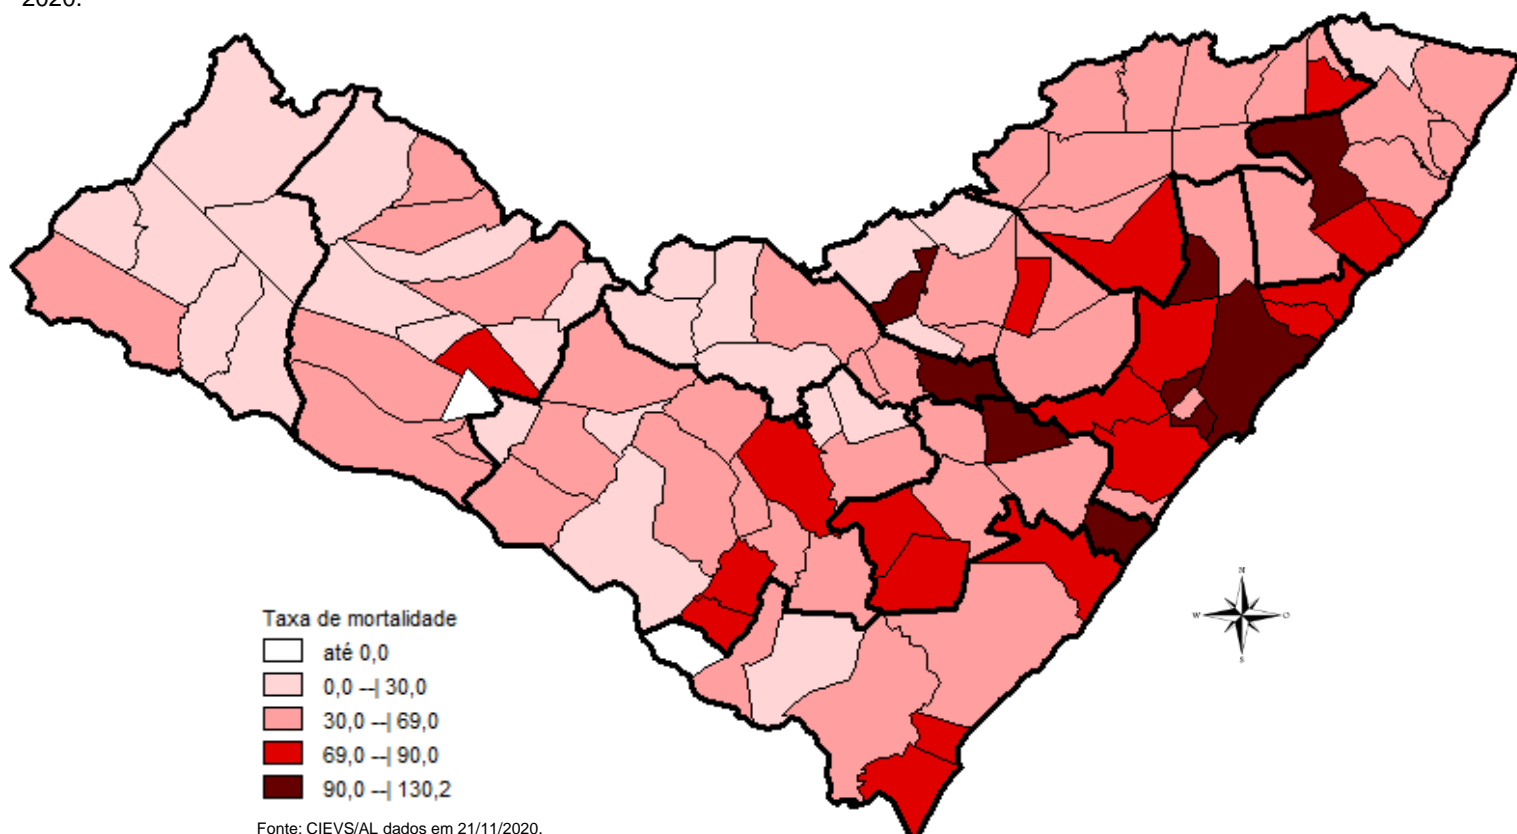 2020.
N
W
O
S
Taxa de mortalidade
até 0,0
0,0 --| 30,0
30,0 --| 69,0
69,0 --| 90,0
90,0 --| 130,2
Fonte: CIEVS/AL dados em 21/11/2020.